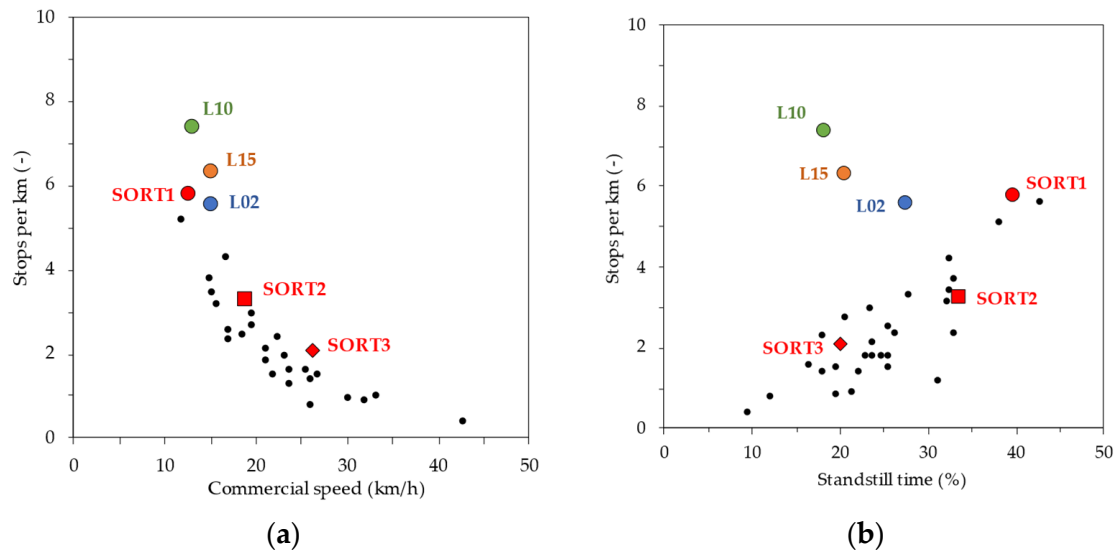 10
8
6
4
2
0
Stops per km (-)
L10
L15
SORT1
L02
SORT2
SORT3
0 10 20 30 40 50
Commercial speed (km/h)
(a)
10
8
6
4
2
0
Stops per km (-)
L10
L15
SORT1
L02
SORT2
SORT3
0 10 20 30 40 50
Standstill time (%)
(b)